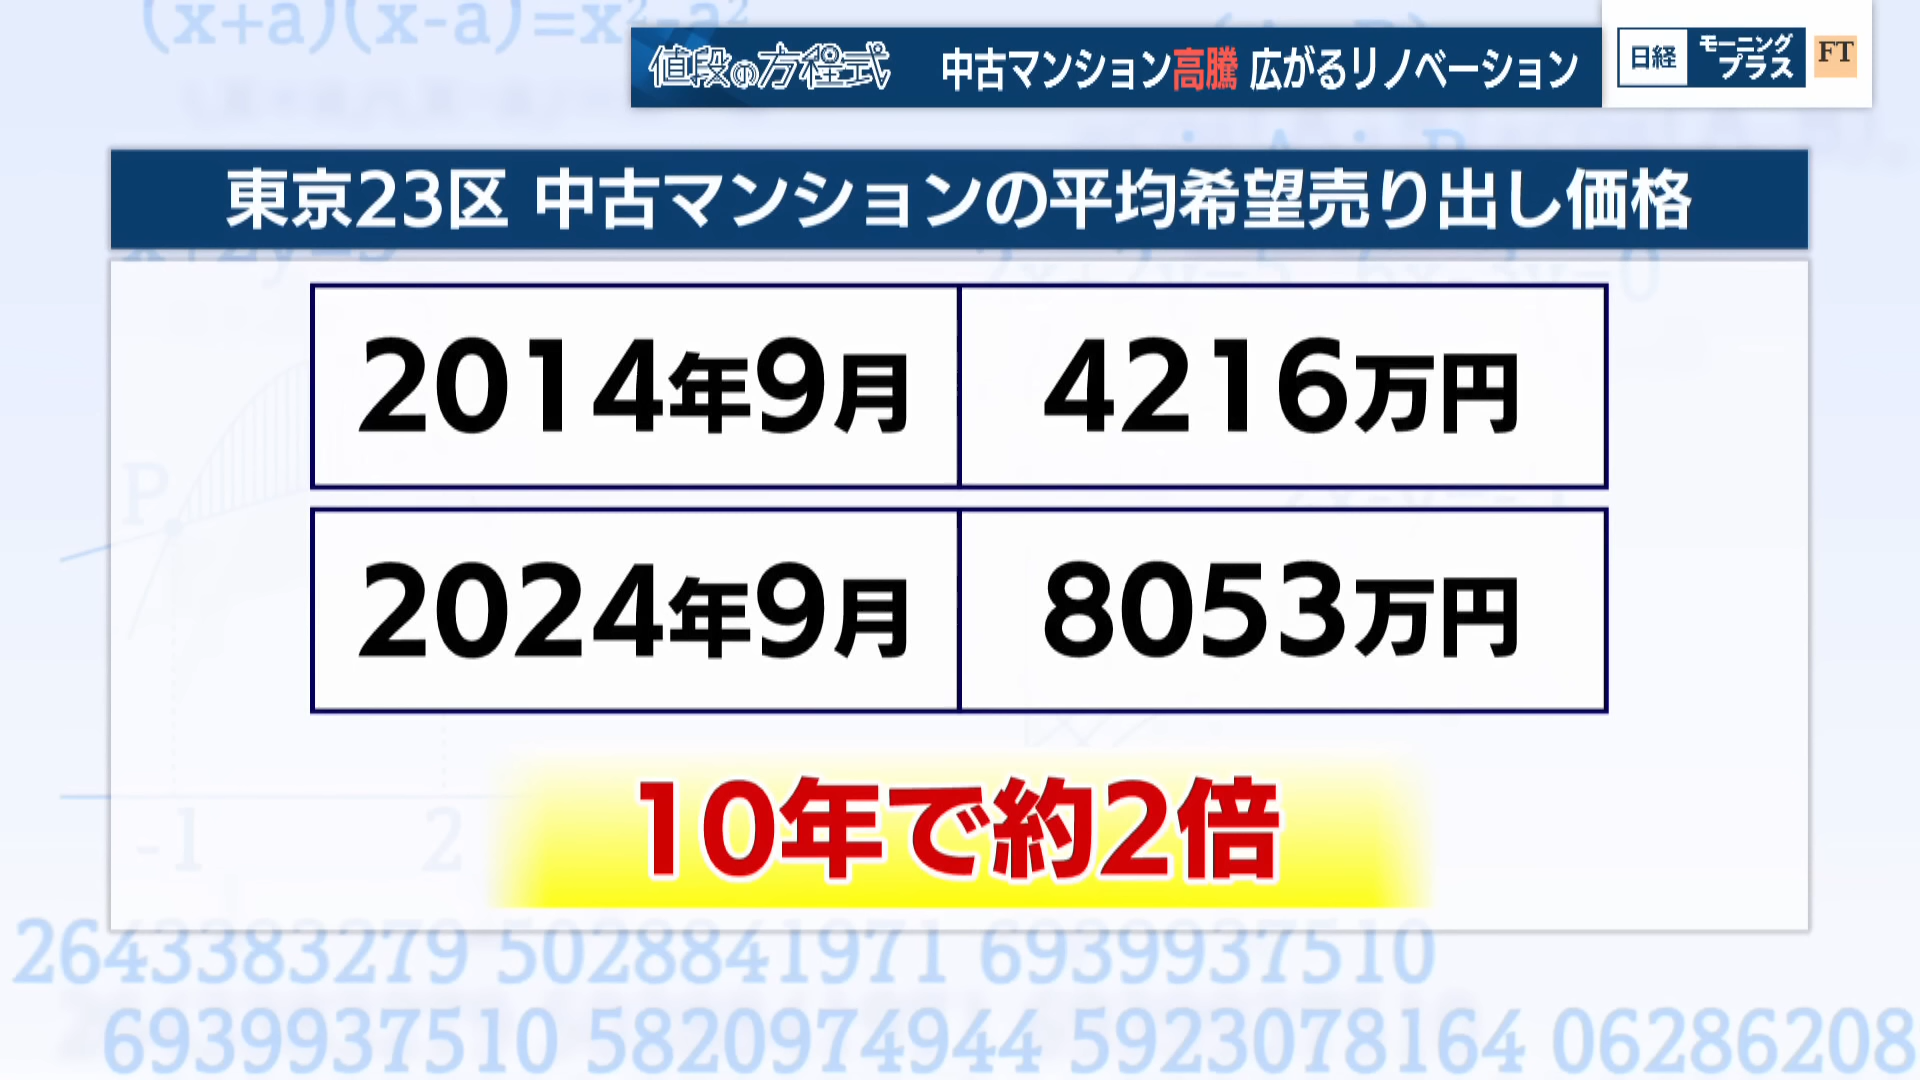 (x+a)(x-a)=x²-a²
値段の方程式
中古マンション高騰 広がるリノベーション
日経
モーニング
プラス
FT
東京23区 中古マンションの平均希望売り出し価格
2014年9月 4216万円
2024年9月 8053万円
10年で約2倍
P
-1 2
2643383279 5028841971 6939937510
6939937510 5820974944 5923078164 06286208